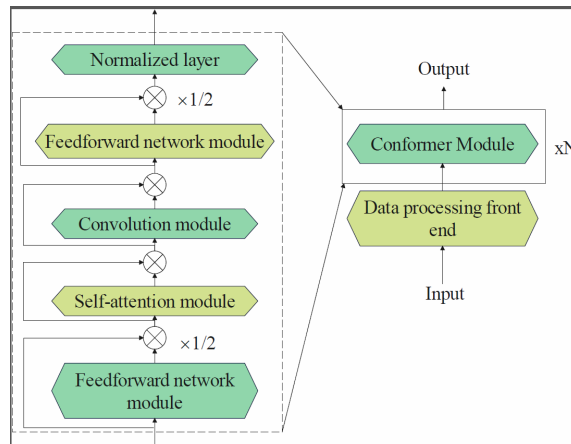 Normalized layer
×1/2
Feedforward network module
Convolution module
Self-attention module
×1/2
Feedforward network
module
Output
Conformer Module
xN
Data processing front
end
Input